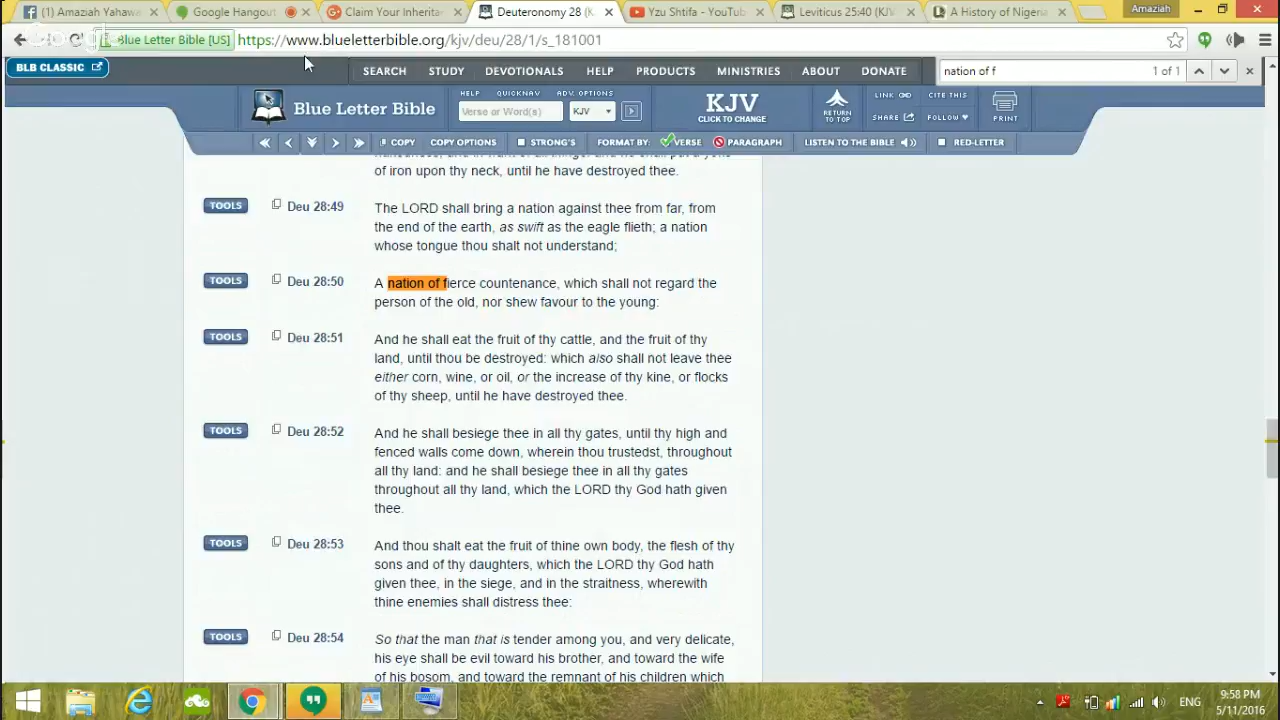 (1) Amaziah Yahawa
Google Hangout
Claim Your Inherita
Deuteronomy 28 (K
Yzu Shtifa - YouTub
Leviticus 25:40 (KJV
A History of Nigeria
Amaziah
Blue Letter Bible [US]
https://www.blueletterbible.org/kjv/deu/28/1/s_181001
BLB CLASSIC
SEARCH STUDY DEVOTIONALS HELP PRODUCTS MINISTRIES ABOUT DONATE
nation of f
1 of 1
Blue Letter Bible
HELP QUICKNAV ADV. OPTIONS
Verse or Word(s)
KJV
KJV
CLICK TO CHANGE
RETURN
TO TOP
LINK
CITE THIS
SHARE
FOLLOW
PRINT
COPY COPY OPTIONS STRONG'S FORMAT BY: VERSE PARAGRAPH LISTEN TO THE BIBLE RED-LETTER
of iron upon thy neck, until he have destroyed thee.
TOOLS Deu 28:49 The LORD shall bring a nation against thee from far, from
the end of the earth, as swift as the eagle flieth; a nation
whose tongue thou shalt not understand;
TOOLS Deu 28:50 A nation of fierce countenance, which shall not regard the
person of the old, nor shew favour to the young:
TOOLS Deu 28:51 And he shall eat the fruit of thy cattle, and the fruit of thy
land, until thou be destroyed: which also shall not leave thee
either corn, wine, or oil, or the increase of thy kine, or flocks
of thy sheep, until he have destroyed thee.
TOOLS Deu 28:52 And he shall besiege thee in all thy gates, until thy high and
fenced walls come down, wherein thou trustedst, throughout
all thy land: and he shall besiege thee in all thy gates
throughout all thy land, which the LORD thy God hath given
thee.
TOOLS Deu 28:53 And thou shalt eat the fruit of thine own body, the flesh of thy
sons and of thy daughters, which the LORD thy God hath
given thee, in the siege, and in the straitness, wherewith
thine enemies shall distress thee:
TOOLS Deu 28:54 So that the man that is tender among you, and very delicate,
his eye shall be evil toward his brother, and toward the wife
of his bosom, and toward the remnant of his children which
ENG
9:58 PM
5/11/2016